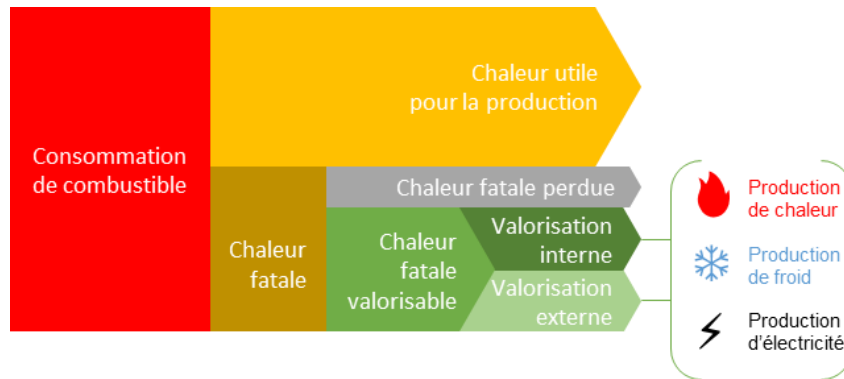 Consommation
de combustible
Chaleur utile
pour la production
Chaleur
fatale
Chaleur fatale perdue
Chaleur
fatale
valorisable
Valorisation
interne
Valorisation
externe
Production
de chaleur
Production
de froid
Production
d'électricité